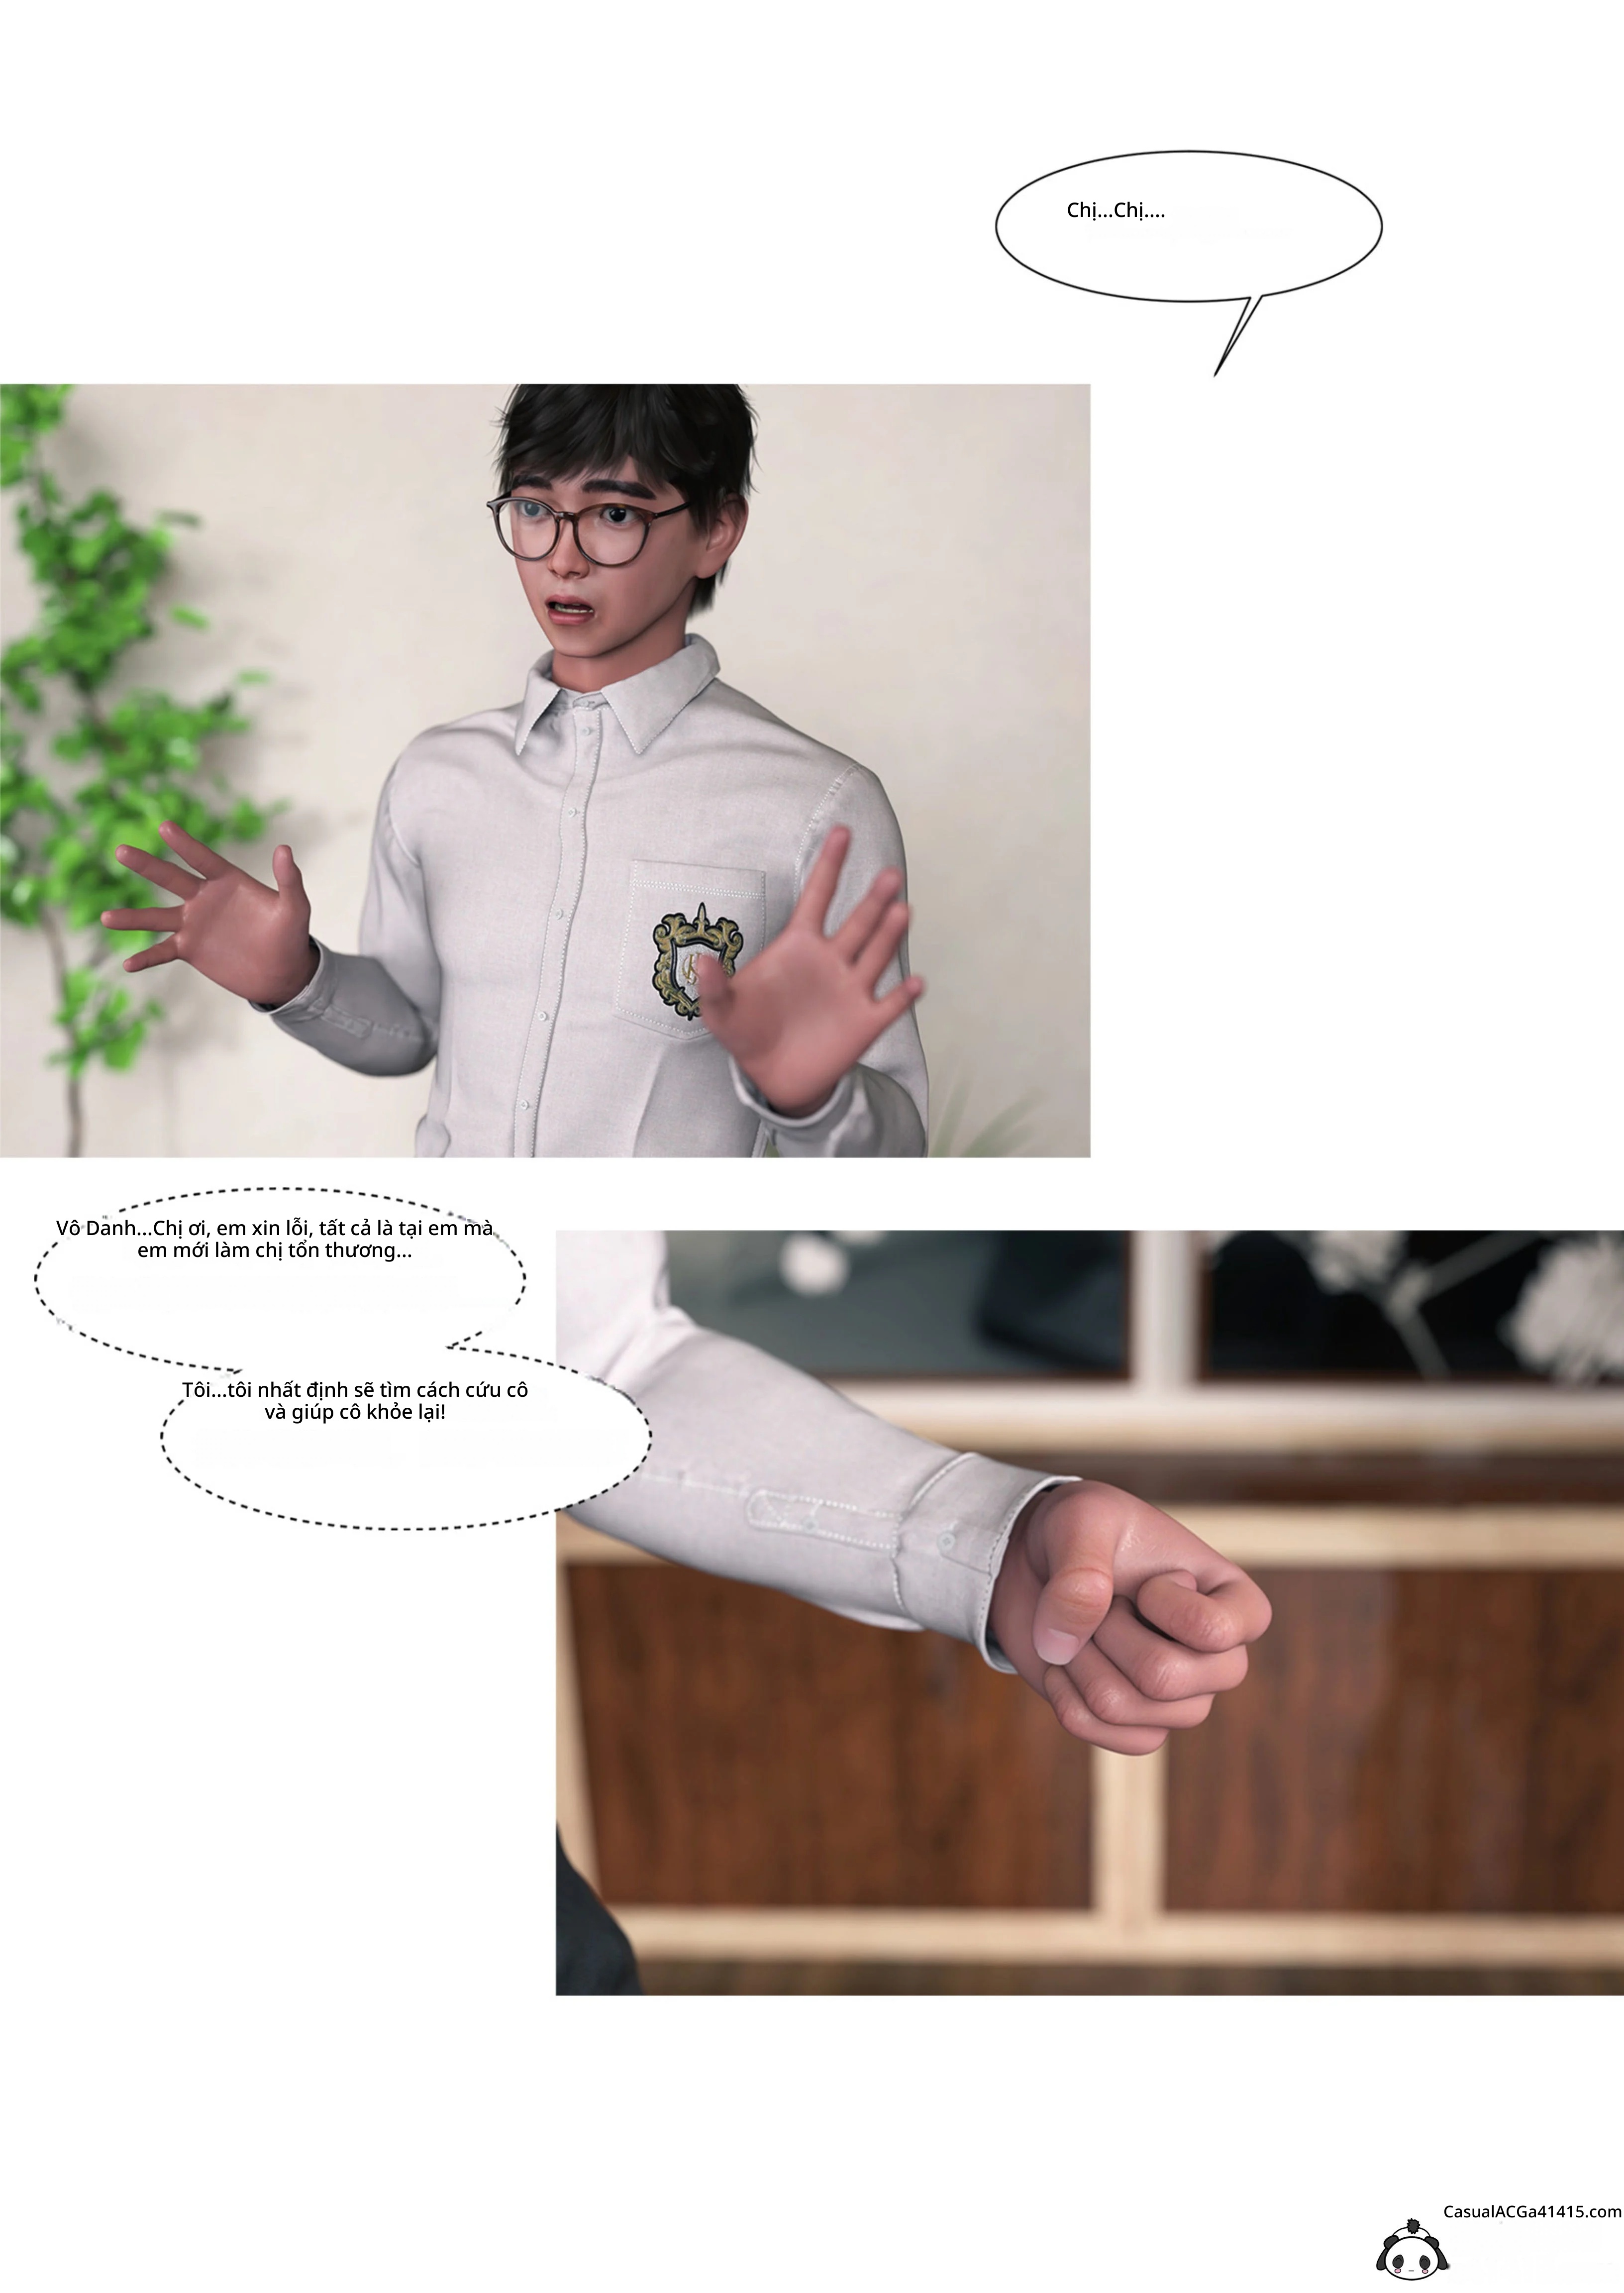 Chị...Chị....
Vô Danh...Chị ơi, em xin lỗi, tất cả là tại em mà
em mới làm chị tổn thương...
Tôi...tôi nhất định sẽ tìm cách cứu cô
và giúp cô khỏe lại!
CasualACGa41415.com